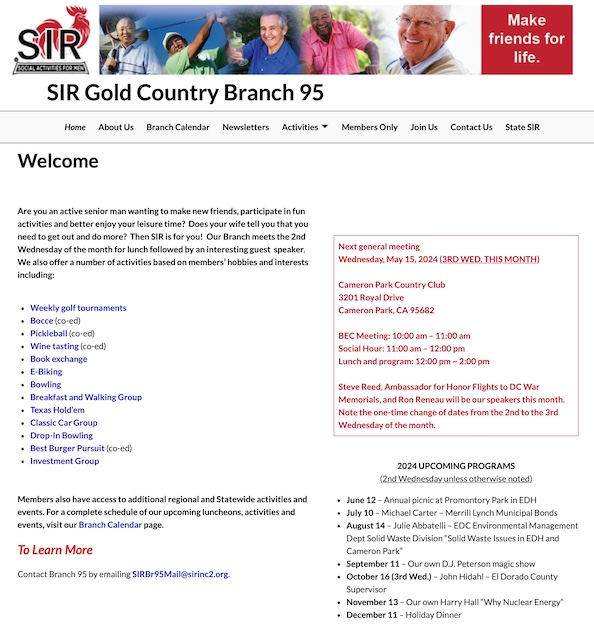 SIR
SOCIAL ACTIVITIES FOR MEN
Make
friends for
life.
SIR Gold Country Branch 95
Home About Us Branch Calendar Newsletters Activities Members Only Join Us Contact Us State SIR
Welcome
Are you an active senior man wanting to make new friends, participate in fun
activities and better enjoy your leisure time? Does your wife tell you that you
need to get out and do more? Then SIR is for you! Our Branch meets the 2nd
Wednesday of the month for lunch followed by an interesting guest speaker.
We also offer a number of activities based on members' hobbies and interests
including:
• Weekly golf tournaments
• Bocce (co-ed)
• Pickleball (co-ed)
• Wine tasting (co-ed)
• Book exchange
• E-Biking
• Bowling
• Breakfast and Walking Group
• Texas Hold'em
• Classic Car Group
• Drop-In Bowling
• Best Burger Pursuit (co-ed)
• Investment Group
Members also have access to additional regional and Statewide activities and
events. For a complete schedule of our upcoming luncheons, activities and
events, visit our Branch Calendar page.
To Learn More
Contact Branch 95 by emailing SIRBr95Mail@sirinc2.org.
Next general meeting
Wednesday, May 15, 2024 (3RD WED. THIS MONTH)
Cameron Park Country Club
3201 Royal Drive
Cameron Park, CA 95682
BEC Meeting: 10:00 am – 11:00 am
Social Hour: 11:00 am – 12:00 pm
Lunch and program: 12:00 pm – 2:00 pm
Steve Reed, Ambassador for Honor Flights to DC War
Memorials, and Ron Reneau will be our speakers this month.
Note the one-time change of dates from the 2nd to the 3rd
Wednesday of the month.
2024 UPCOMING PROGRAMS
(2nd Wednesday unless otherwise noted)
• June 12 – Annual picnic at Promontory Park in EDH
• July 10 – Michael Carter – Merrill Lynch Municipal Bonds
• August 14 – Julie Abbatelli – EDC Environmental Management
Dept Solid Waste Division "Solid Waste Issues in EDH and
Cameron Park"
• September 11 – Our own D.J. Peterson magic show
• October 16 (3rd Wed.) – John Hidahl – El Dorado County
Supervisor
• November 13 – Our own Harry Hall "Why Nuclear Energy"
• December 11 – Holiday Dinner